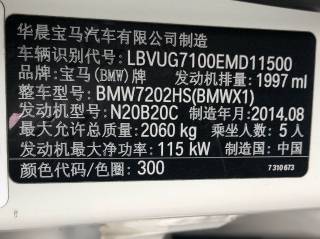 华晨宝马汽车有限公司制造
车辆识别代号: LBVUG7100EMD11500
品牌: 宝马(BMW)牌 发动机排量: 1997 ml
整车型号: BMW7202HS(BMWX1)
发动机型号: N20B20C 制造年月: 2014.08
最大允许总质量: 2060 kg 乘坐人数: 5人
发动机最大净功率: 115 kW 制造国: 中国
颜色代码/色圈: 300 7 310 673